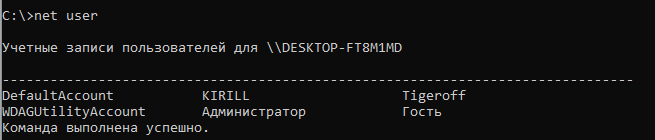 C:\>net user
Учетные записи пользователей для \\DESKTOP-FT8M1MD
-------------------------------------------------------------------------------
DefaultAccount           KIRILL                   Tigeroff
WDAGUtilityAccount       Администратор            Гость
Команда выполнена успешно.